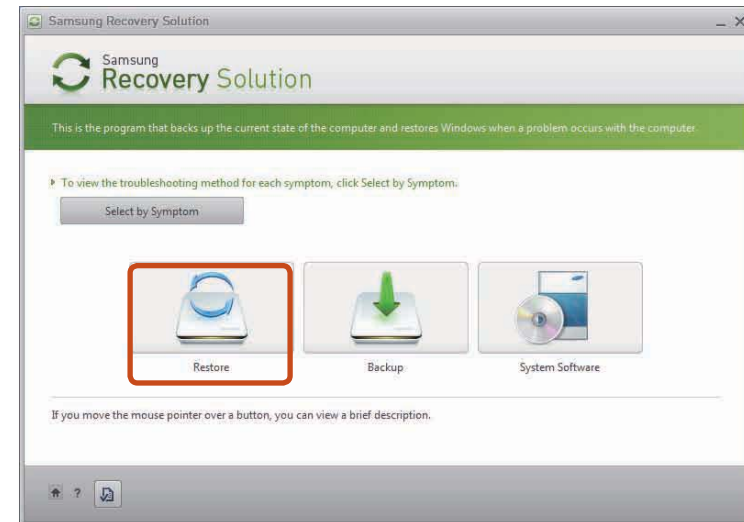 Samsung Recovery Solution
Samsung
Recovery Solution
This is the program that backs up the current state of the computer and restores Windows when a problem occurs with the computer.
To view the troubleshooting method for each symptom, click Select by Symptom.
Select by Symptom
Restore
Backup
System Software
If you move the mouse pointer over a button, you can view a brief description.
?